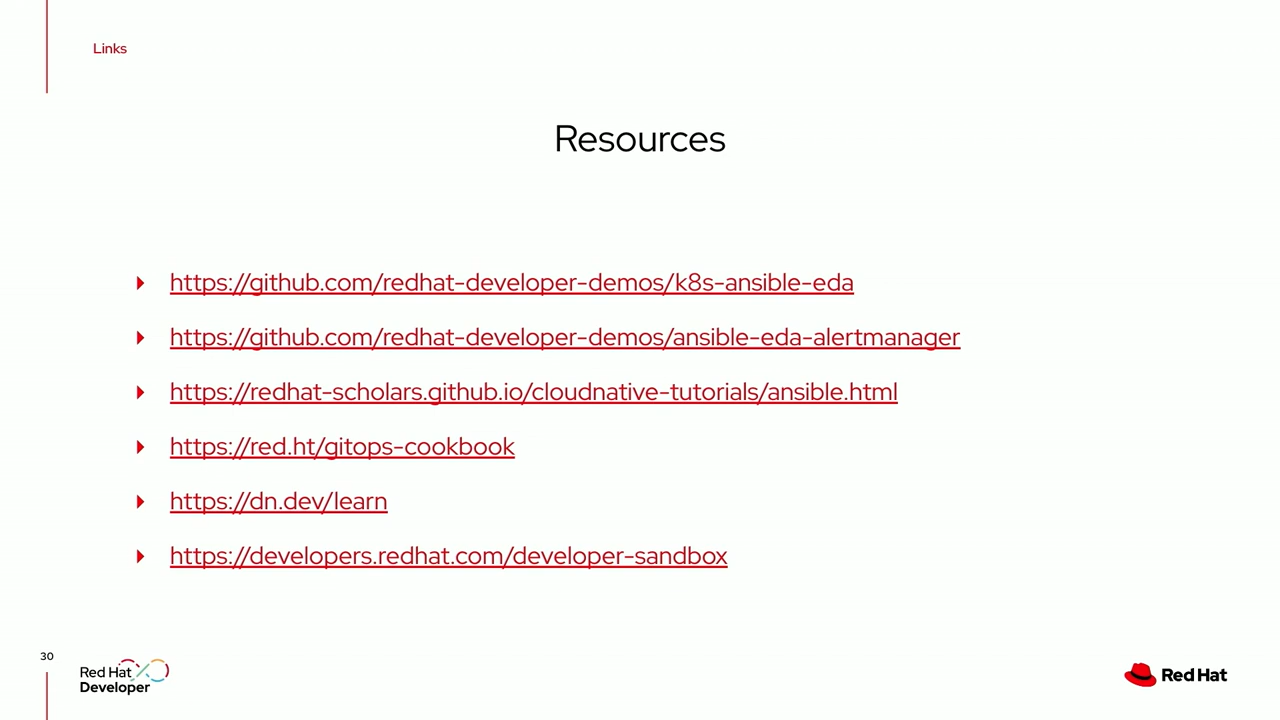 Links
Resources
https://github.com/redhat-developer-demos/k8s-ansible-eda
https://github.com/redhat-developer-demos/ansible-eda-alertmanager
https://redhat-scholars.github.io/cloudnative-tutorials/ansible.html
https://red.ht/gitops-cookbook
https://dn.dev/learn
https://developers.redhat.com/developer-sandbox
30
Red Hat
Developer
Red Hat